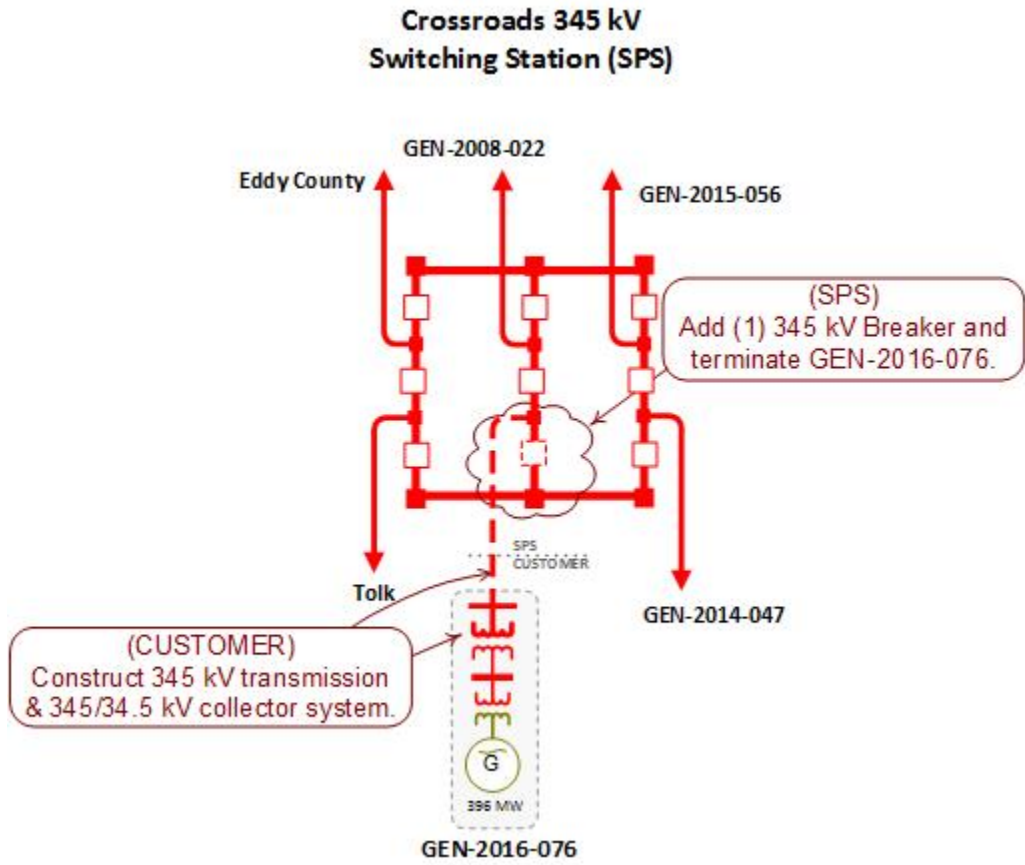 Crossroads 345 kV
Switching Station (SPS)
GEN-2008-022
Eddy County
GEN-2015-056
(SPS)
Add (1) 345 kV Breaker and
terminate GEN-2016-076.
SPS
CUSTOMER
Tolk
GEN-2014-047
(CUSTOMER)
Construct 345 kV transmission
& 345/34.5 kV collector system.
G
396 MW
GEN-2016-076